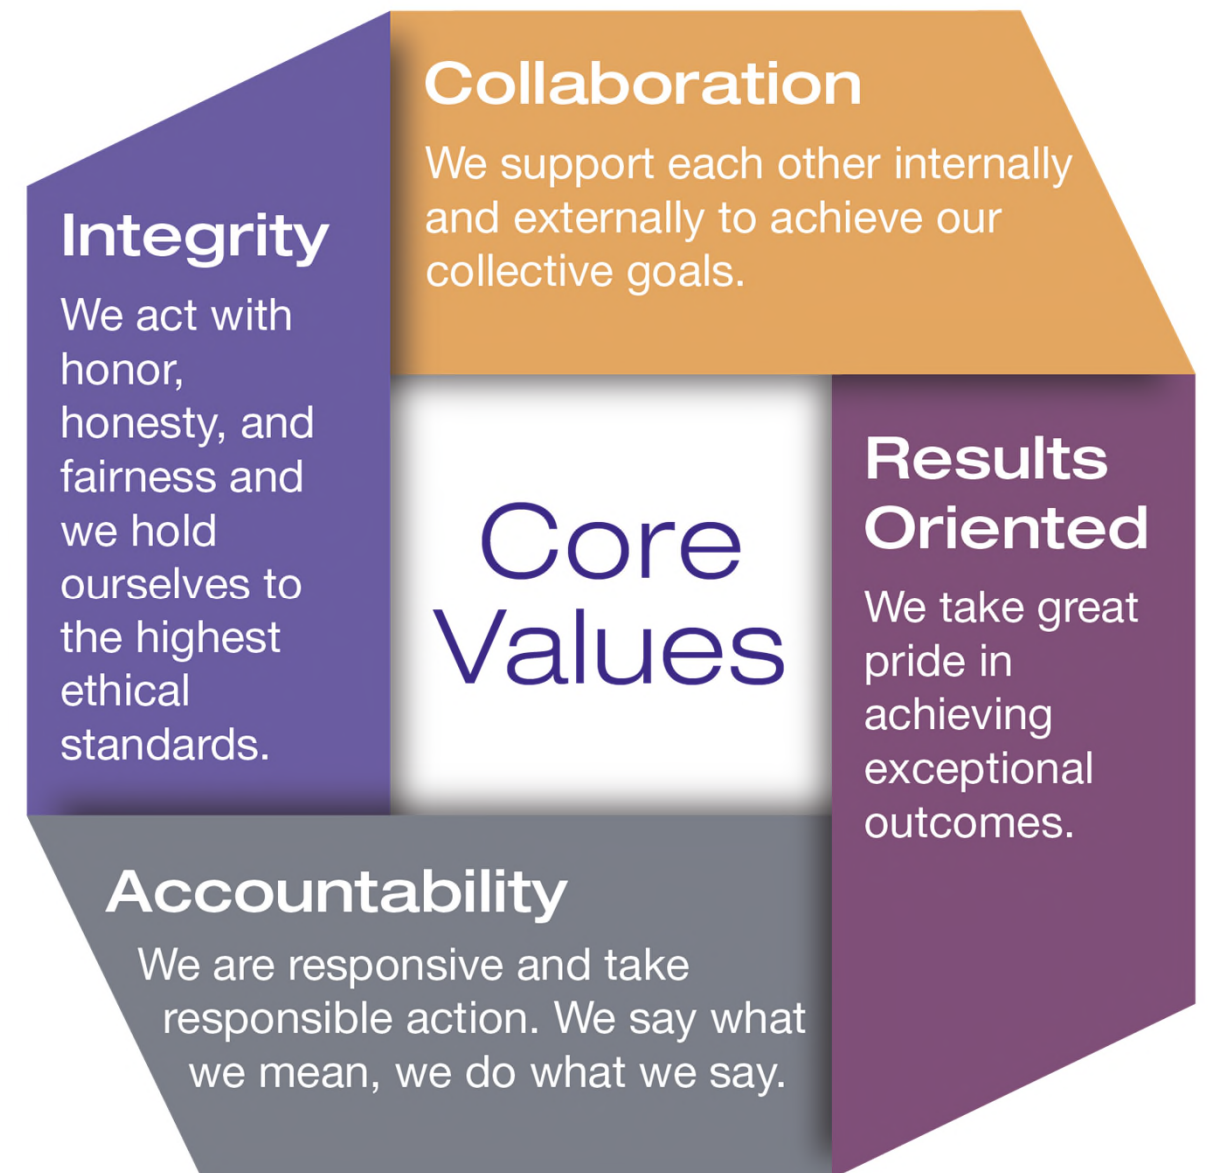 Collaboration
We support each other internally
and externally to achieve our
collective goals.
Integrity
We act with
honor,
honesty, and
fairness and
we hold
ourselves to
the highest
ethical
standards.
Core
Values
Results
Oriented
We take great
pride in
achieving
exceptional
outcomes.
Accountability
We are responsive and take
responsible action. We say what
we mean, we do what we say.